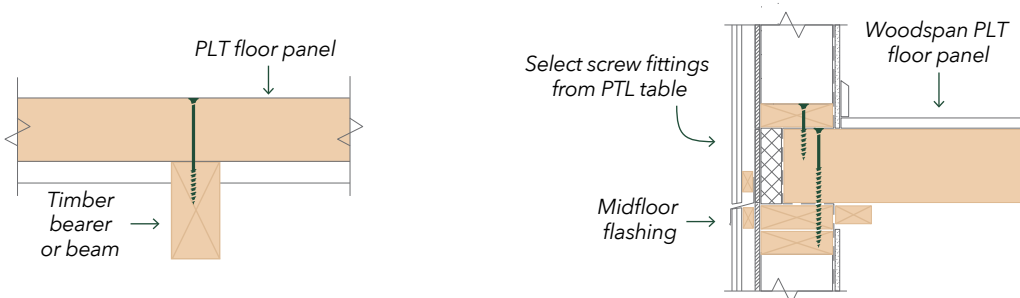 PLT floor panel
Timber
bearer
or beam
Select screw fittings
from PTL table
Woodspan PLT
floor panel
Midfloor
flashing